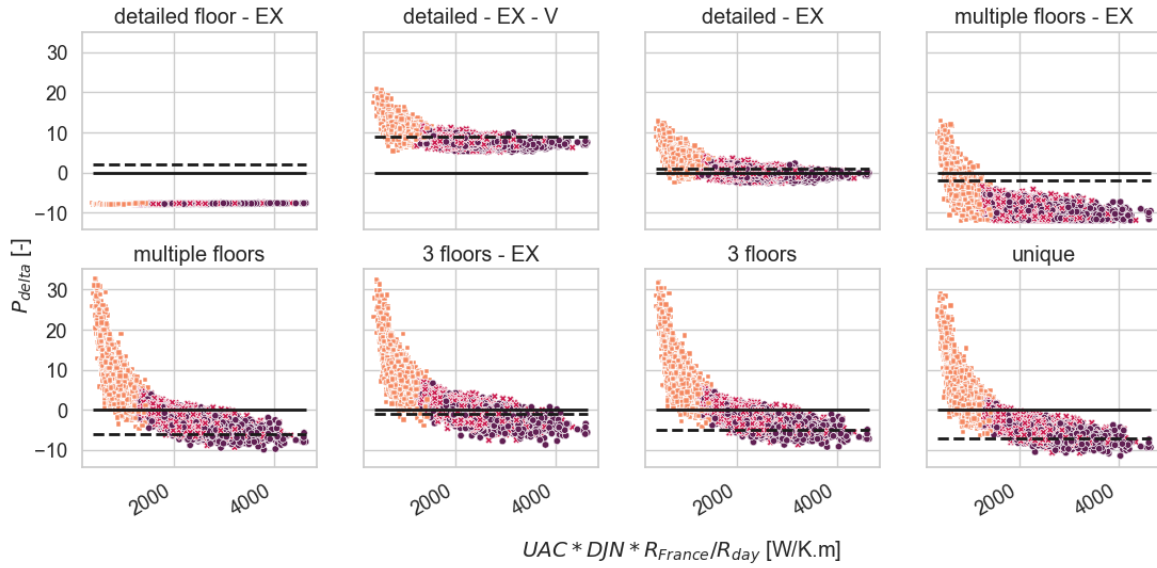 detailed floor - EX
detailed - EX - V
detailed - EX
multiple floors - EX
30
20
10
0
−10
multiple floors
3 floors - EX
3 floors
unique
30
20
10
0
−10
P_delta [-]
2000
4000
2000
4000
2000
4000
2000
4000
UAC * DJN * R_France/R_day [W/K.m]